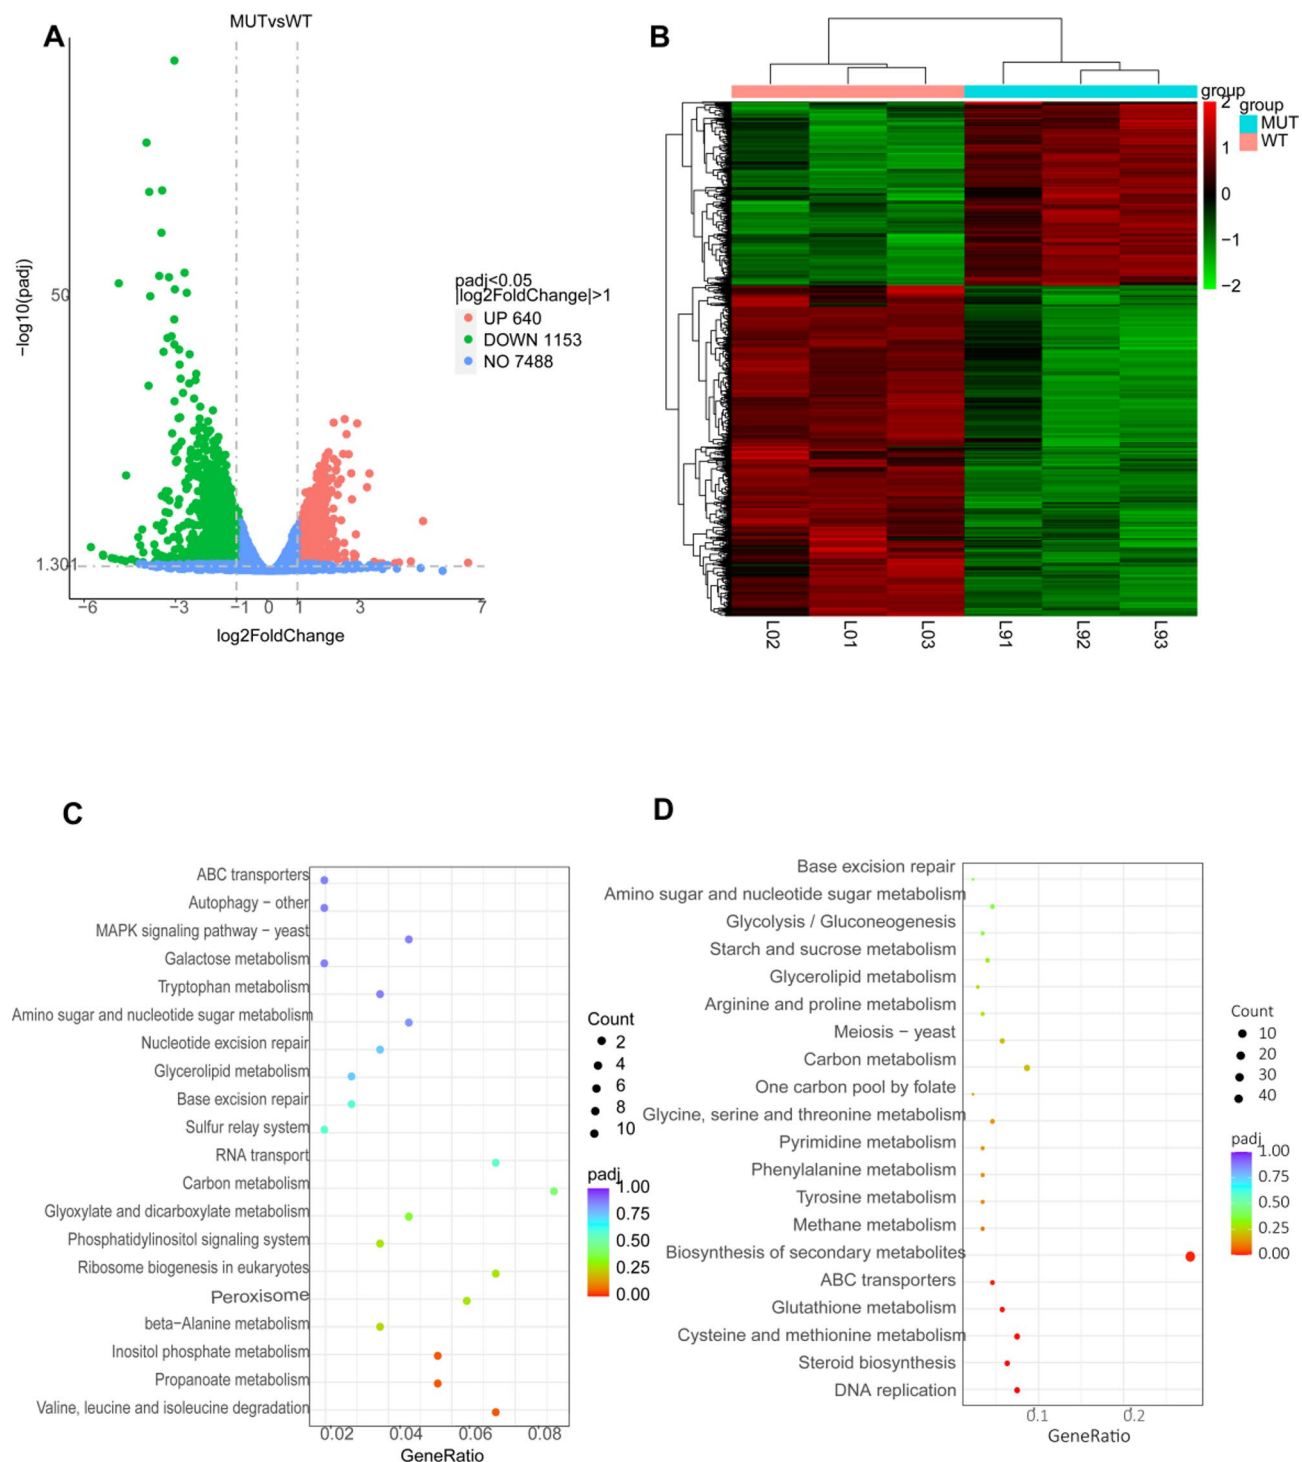 A
MUTvsWT
−log10(padj)
50
1.301
−6
−3
−1
0
1
3
7
log2FoldChange
padj<0.05
|log2FoldChange|>1
UP 640
DOWN 1153
NO 7488
B
group
2
1
0
−1
−2
group
MUT
WT
L02
L01
L03
L91
L92
L93
C
ABC transporters
Autophagy − other
MAPK signaling pathway − yeast
Galactose metabolism
Tryptophan metabolism
Amino sugar and nucleotide sugar metabolism
Nucleotide excision repair
Glycerolipid metabolism
Base excision repair
Sulfur relay system
RNA transport
Carbon metabolism
Glyoxylate and dicarboxylate metabolism
Phosphatidylinositol signaling system
Ribosome biogenesis in eukaryotes
Peroxisome
beta−Alanine metabolism
Inositol phosphate metabolism
Propanoate metabolism
Valine, leucine and isoleucine degradation
0.02
0.04
0.06
0.08
GeneRatio
Count
2
4
6
8
10
padj
1.00
0.75
0.50
0.25
0.00
D
Base excision repair
Amino sugar and nucleotide sugar metabolism
Glycolysis / Gluconeogenesis
Starch and sucrose metabolism
Glycerolipid metabolism
Arginine and proline metabolism
Meiosis − yeast
Carbon metabolism
One carbon pool by folate
Glycine, serine and threonine metabolism
Pyrimidine metabolism
Phenylalanine metabolism
Tyrosine metabolism
Methane metabolism
Biosynthesis of secondary metabolites
ABC transporters
Glutathione metabolism
Cysteine and methionine metabolism
Steroid biosynthesis
DNA replication
0.1
0.2
GeneRatio
Count
10
20
30
40
padj
1.00
0.75
0.50
0.25
0.00